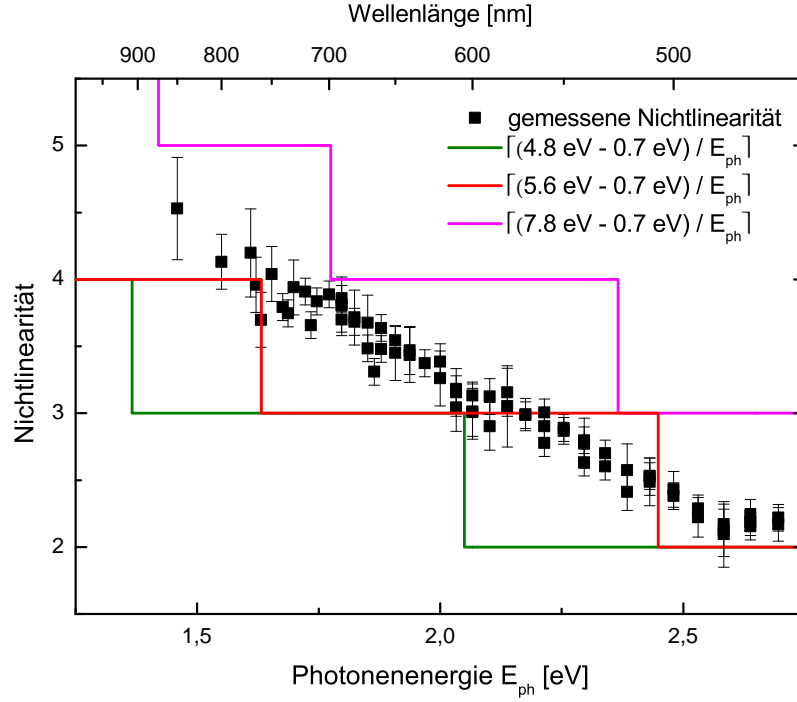 Wellenlänge [nm]
900 800 700 600 500
gemessene Nichtlinearität
⌈(4.8 eV - 0.7 eV) / E_ph⌉
⌈(5.6 eV - 0.7 eV) / E_ph⌉
⌈(7.8 eV - 0.7 eV) / E_ph⌉
5
4
3
2
Nichtlinearität
1,5 2,0 2,5
Photonenenergie E_ph [eV]